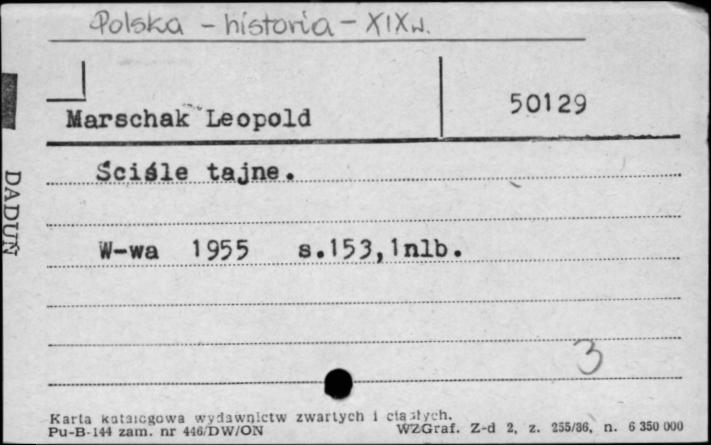 Polska - historia - XIXw.
Marschak Leopold
50129
Ściśle tajne.
W-wa 1955 s.153,1nlb.
3
DADUŃ
Karta katalogowa wydawnictw zwartych i ciągłych.
Pu-B-144 zam. nr 446/DW/ON
WZGraf. Z-d 2, z. 255/86, n. 6 350 000